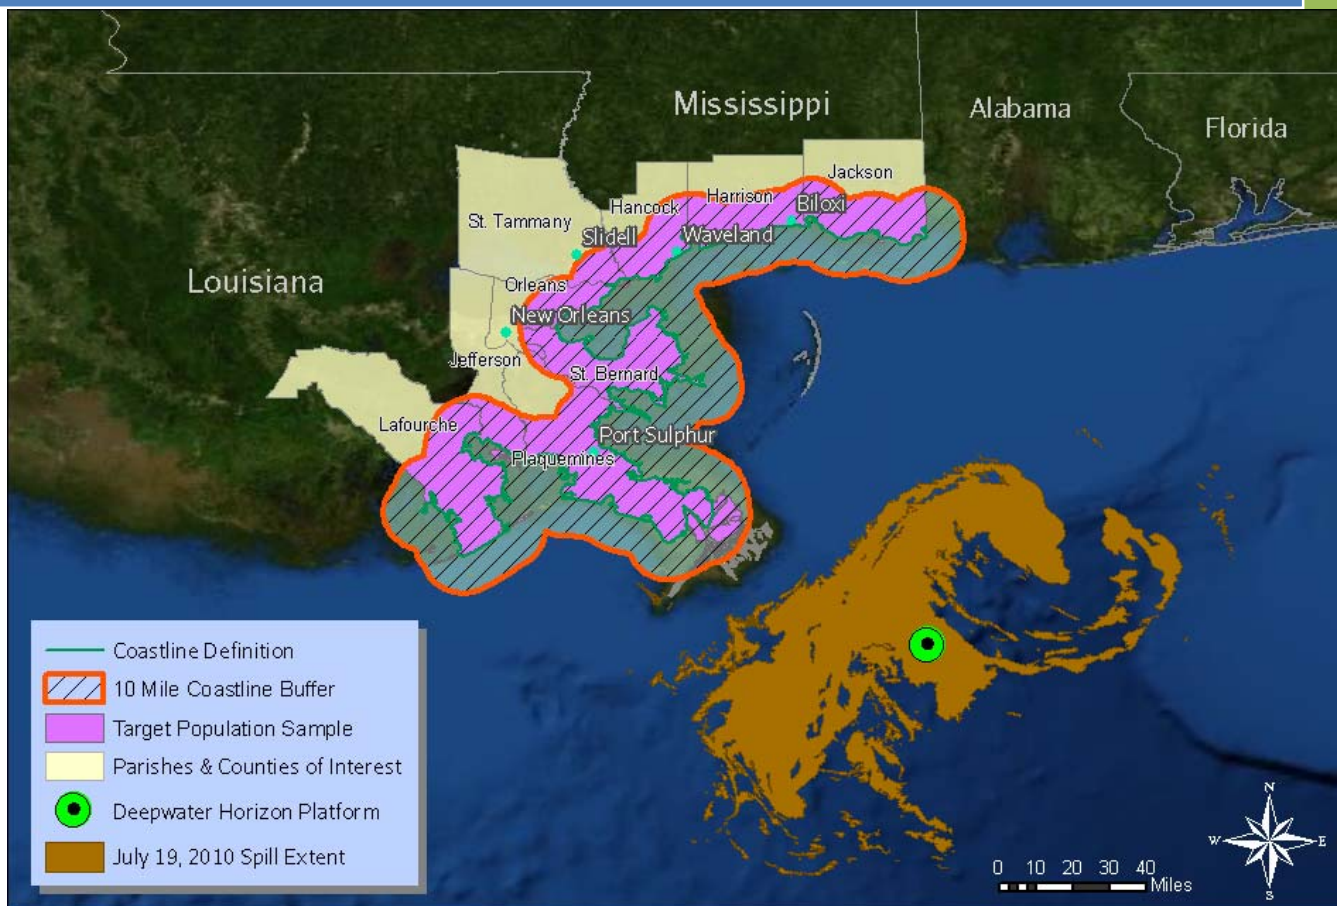 Mississippi
Alabama
Florida
Jackson
Harrison
Hancock
Biloxi
St. Tammany
Slidell
Waveland
Louisiana
Orleans
New Orleans
Jefferson
St. Bernard
Lafourche
Port Sulphur
Plaquemines
Coastline Definition
10 Mile Coastline Buffer
Target Population Sample
Parishes & Counties of Interest
Deepwater Horizon Platform
July 19, 2010 Spill Extent
0 10 20 30 40
Miles
N
W E
S